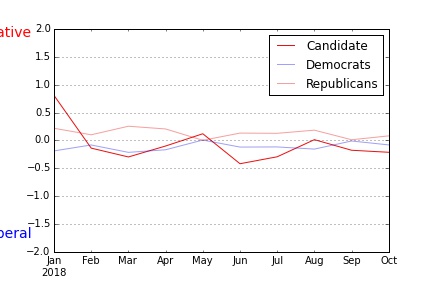 ative
2.0
1.5
1.0
0.5
0.0
−0.5
−1.0
−1.5
−2.0
peral
Candidate
Democrats
Republicans
Jan Feb Mar Apr May Jun Jul Aug Sep Oct
2018